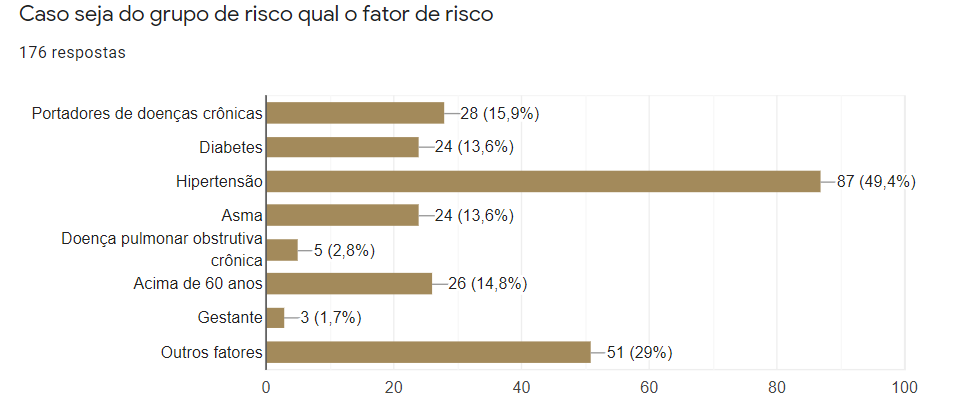 Caso seja do grupo de risco qual o fator de risco
176 respostas
Portadores de doenças crônicas 28 (15,9%)
Diabetes 24 (13,6%)
Hipertensão 87 (49,4%)
Asma 24 (13,6%)
Doença pulmonar obstrutiva
crônica 5 (2,8%)
Acima de 60 anos 26 (14,8%)
Gestante 3 (1,7%)
Outros fatores 51 (29%)
0 20 40 60 80 100